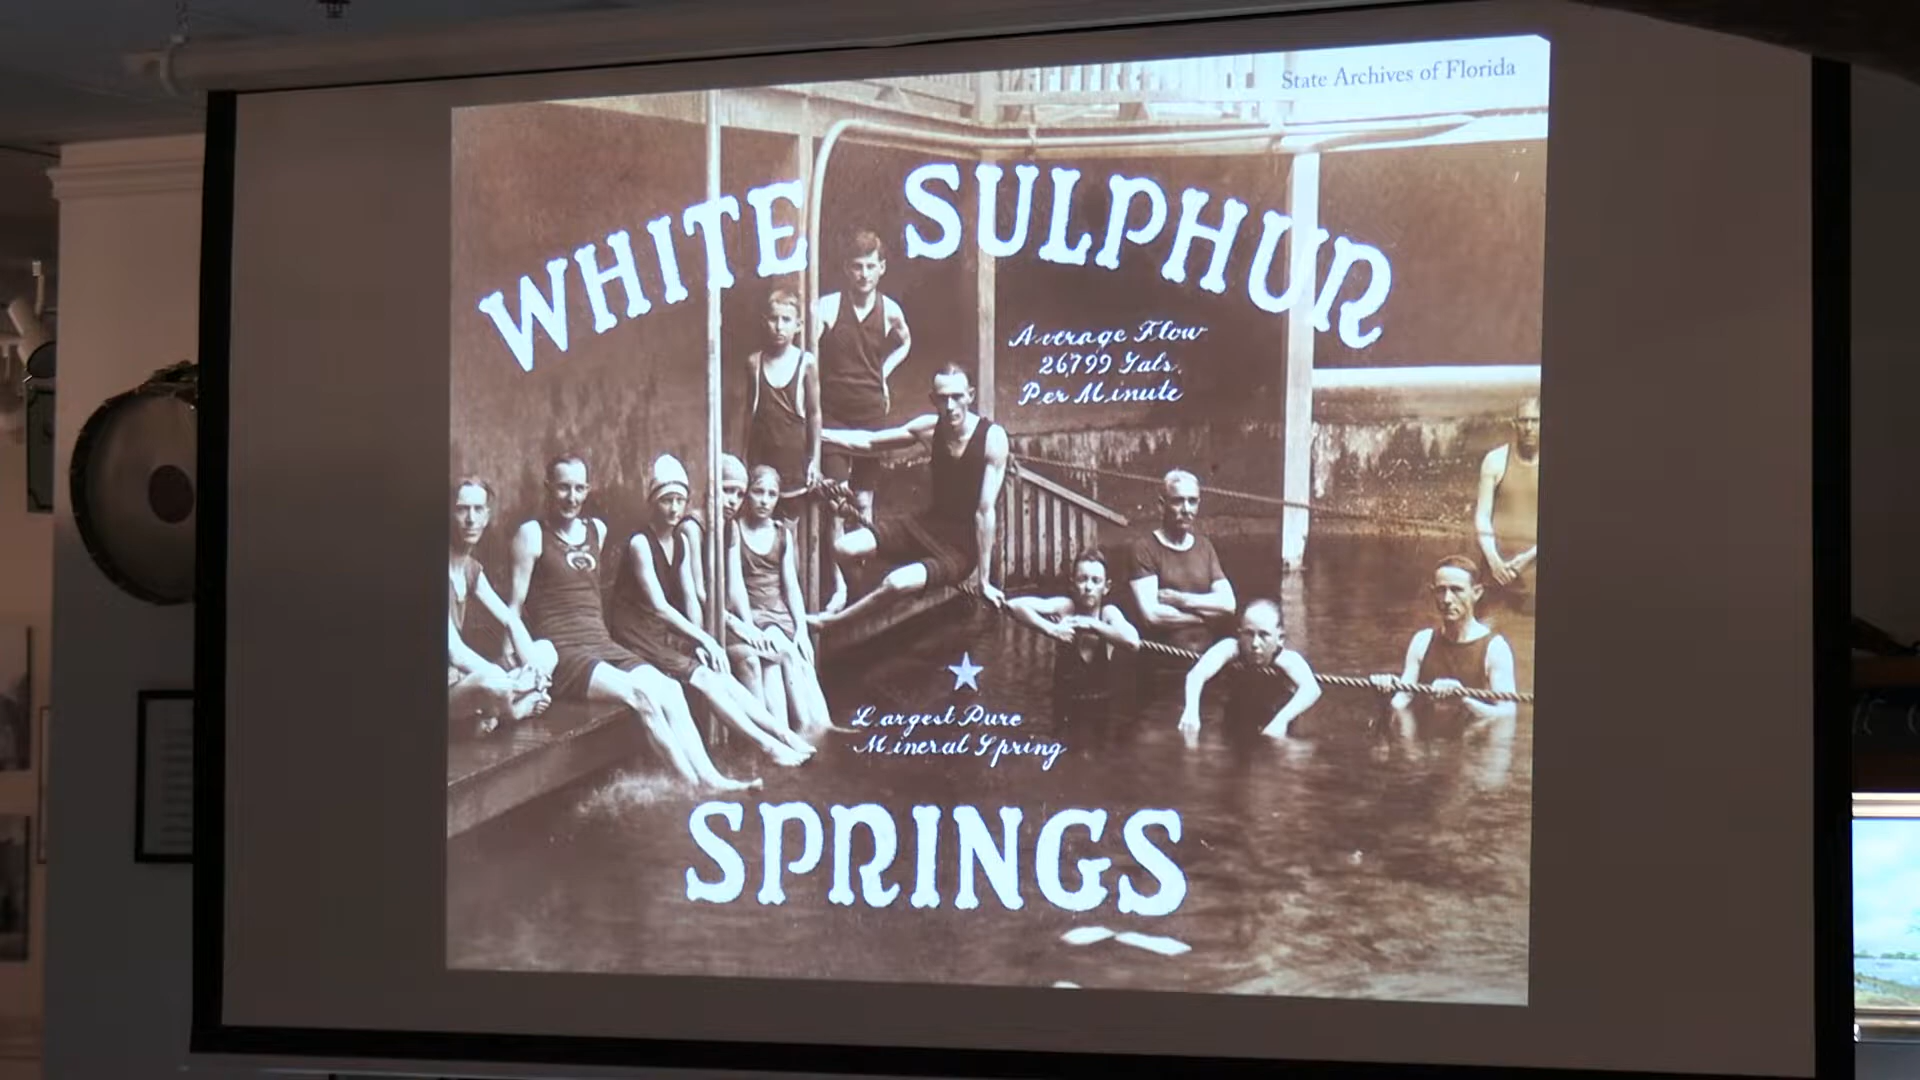 State Archives of Florida
WHITE SULPHUR
Average Flow
26799 Gals.
Per Minute
Largest Pure
Mineral Spring
SPRINGS